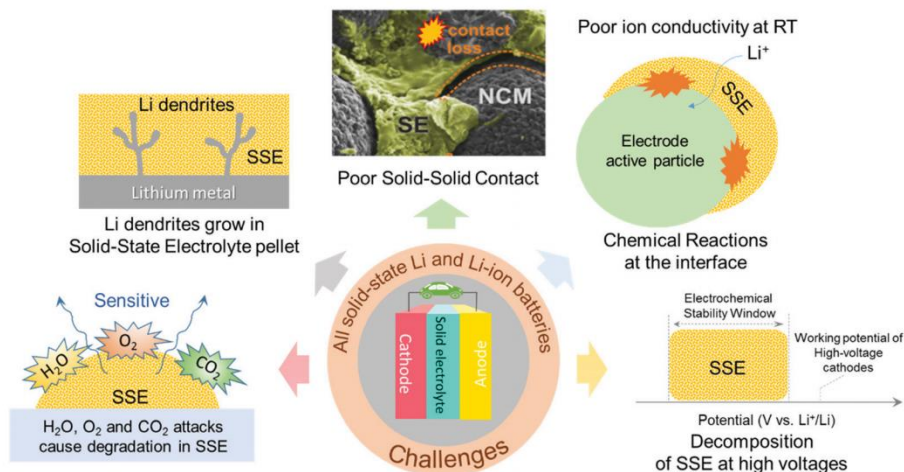 contact
loss
NCM
SE
Poor Solid-Solid Contact
Poor ion conductivity at RT
Li⁺
SSE
Electrode
active particle
Chemical Reactions
at the interface
Li dendrites
SSE
Lithium metal
Li dendrites grow in
Solid-State Electrolyte pellet
Sensitive
H₂O
O₂
CO₂
SSE
H₂O, O₂ and CO₂ attacks
cause degradation in SSE
All solid-state Li and Li-ion batteries
Cathode
Solid electrolyte
Anode
Challenges
Electrochemical
Stability Window
SSE
Working potential of
High-voltage
cathodes
Potential (V vs. Li⁺/Li)
Decomposition
of SSE at high voltages